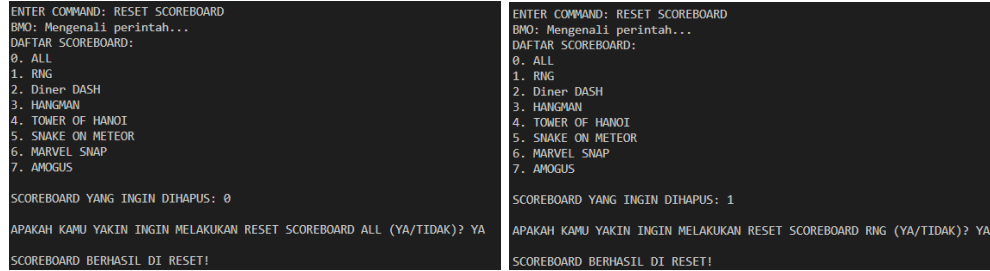 ENTER COMMAND: RESET SCOREBOARD
BMO: Mengenali perintah...
DAFTAR SCOREBOARD:
0. ALL
1. RNG
2. Diner DASH
3. HANGMAN
4. TOWER OF HANOI
5. SNAKE ON METEOR
6. MARVEL SNAP
7. AMOGUS
SCOREBOARD YANG INGIN DIHAPUS: 0
APAKAH KAMU YAKIN INGIN MELAKUKAN RESET SCOREBOARD ALL (YA/TIDAK)? YA
SCOREBOARD BERHASIL DI RESET!
ENTER COMMAND: RESET SCOREBOARD
BMO: Mengenali perintah...
DAFTAR SCOREBOARD:
0. ALL
1. RNG
2. Diner DASH
3. HANGMAN
4. TOWER OF HANOI
5. SNAKE ON METEOR
6. MARVEL SNAP
7. AMOGUS
SCOREBOARD YANG INGIN DIHAPUS: 1
APAKAH KAMU YAKIN INGIN MELAKUKAN RESET SCOREBOARD RNG (YA/TIDAK)? YA
SCOREBOARD BERHASIL DI RESET!